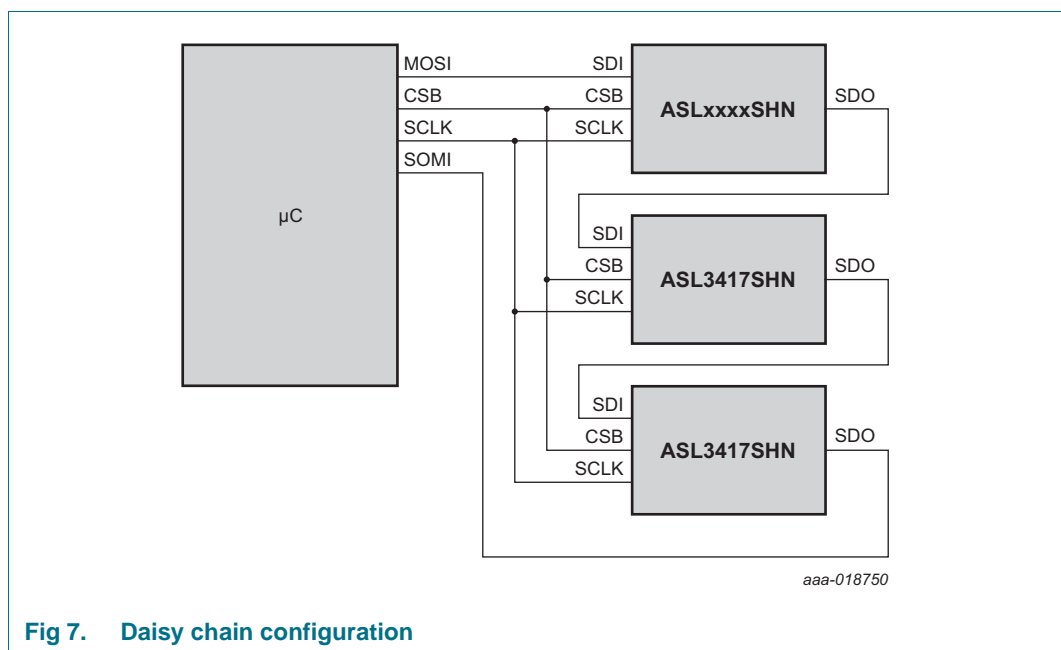 MOSI SDI
CSB CSB ASLxxxxSHN SDO
SCLK SCLK
SOMI
µC
SDI
CSB ASL3417SHN SDO
SCLK
SDI
CSB ASL3417SHN SDO
SCLK
aaa-018750
Fig 7. Daisy chain configuration